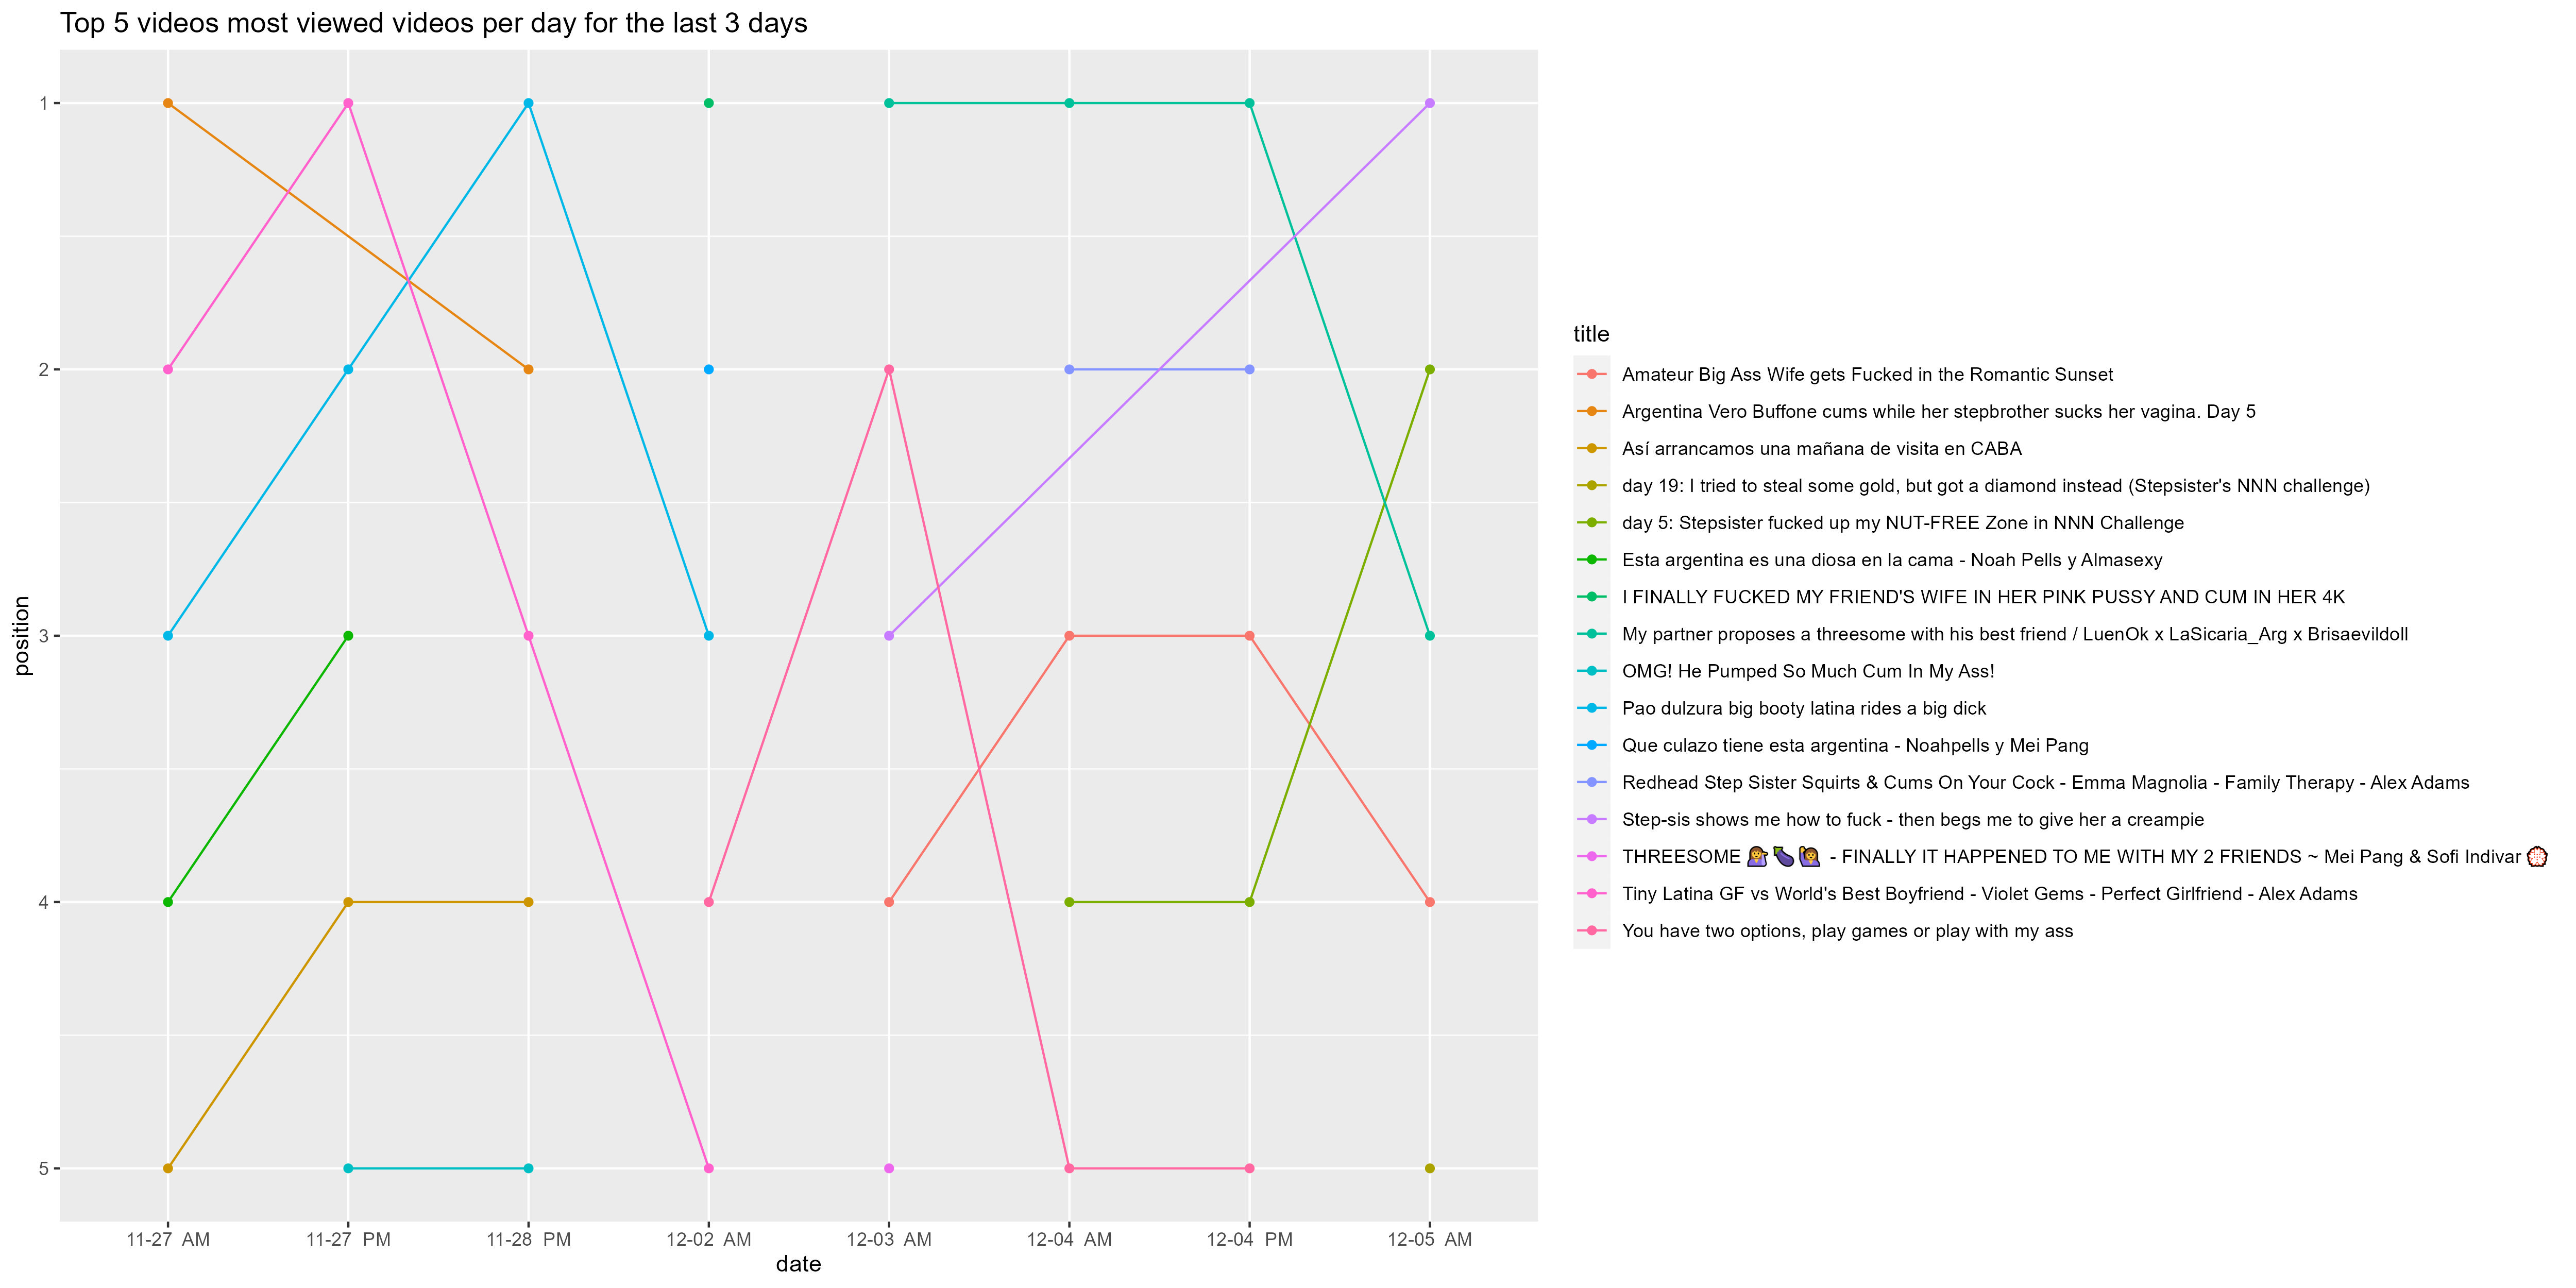 Top 5 videos most viewed videos per day for the last 3 days
position
1
2
3
4
5
11-27 AM
11-27 PM
11-28 PM
12-02 AM
12-03 AM
12-04 AM
12-04 PM
12-05 AM
date
title
Amateur Big Ass Wife gets Fucked in the Romantic Sunset
Argentina Vero Buffone cums while her stepbrother sucks her vagina. Day 5
Así arrancamos una mañana de visita en CABA
day 19: I tried to steal some gold, but got a diamond instead (Stepsister's NNN challenge)
day 5: Stepsister fucked up my NUT-FREE Zone in NNN Challenge
Esta argentina es una diosa en la cama - Noah Pells y Almasexy
I FINALLY FUCKED MY FRIEND'S WIFE IN HER PINK PUSSY AND CUM IN HER 4K
My partner proposes a threesome with his best friend / LuenOk x LaSicaria_Arg x Brisaevildoll
OMG! He Pumped So Much Cum In My Ass!
Pao dulzura big booty latina rides a big dick
Que culazo tiene esta argentina - Noahpells y Mei Pang
Redhead Step Sister Squirts & Cums On Your Cock - Emma Magnolia - Family Therapy - Alex Adams
Step-sis shows me how to fuck - then begs me to give her a creampie
THREESOME 💁‍♀️🍆🙋‍♀️ - FINALLY IT HAPPENED TO ME WITH MY 2 FRIENDS ~ Mei Pang & Sofi Indivar 💮
Tiny Latina GF vs World's Best Boyfriend - Violet Gems - Perfect Girlfriend - Alex Adams
You have two options, play games or play with my ass